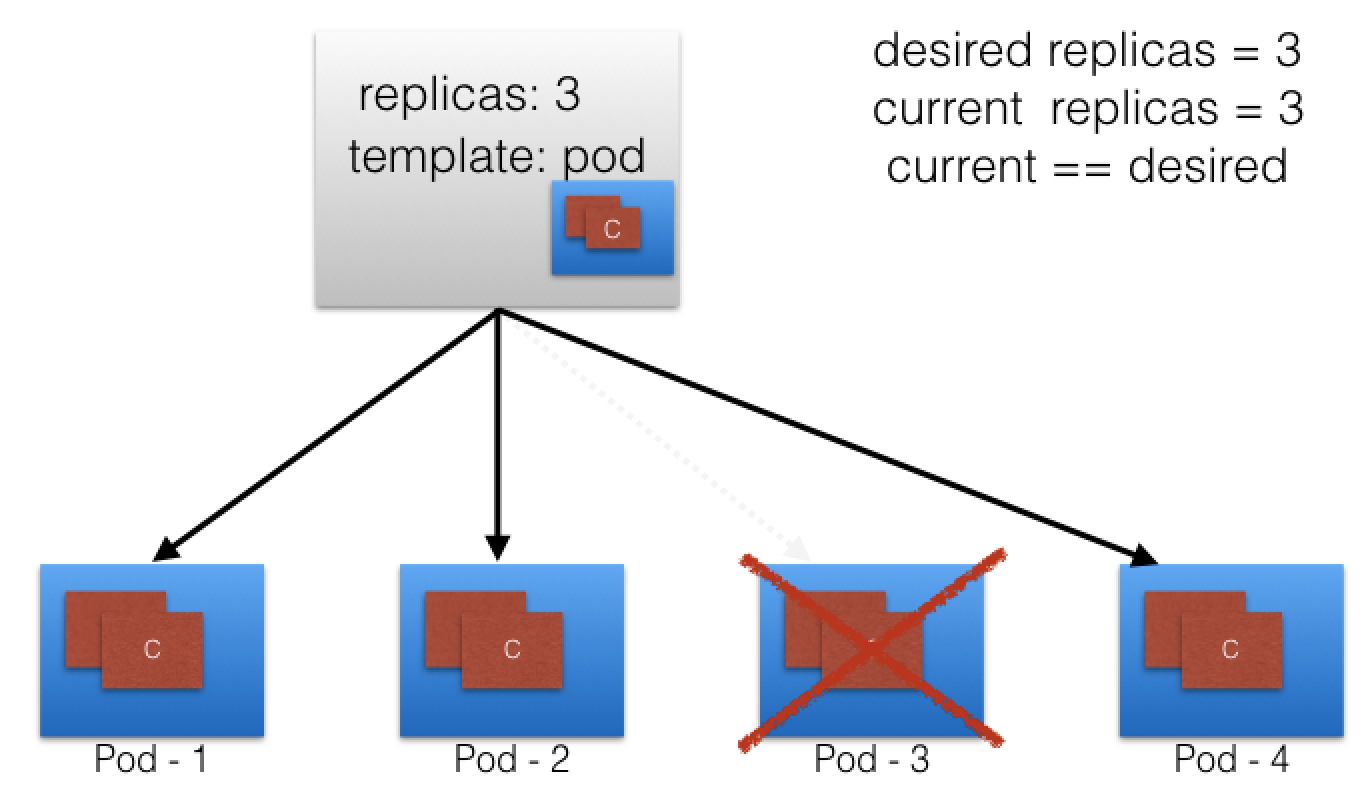 replicas: 3
template: pod
C
desired replicas = 3
current replicas = 3
current == desired
C
C
C
Pod - 1
Pod - 2
Pod - 3
Pod - 4